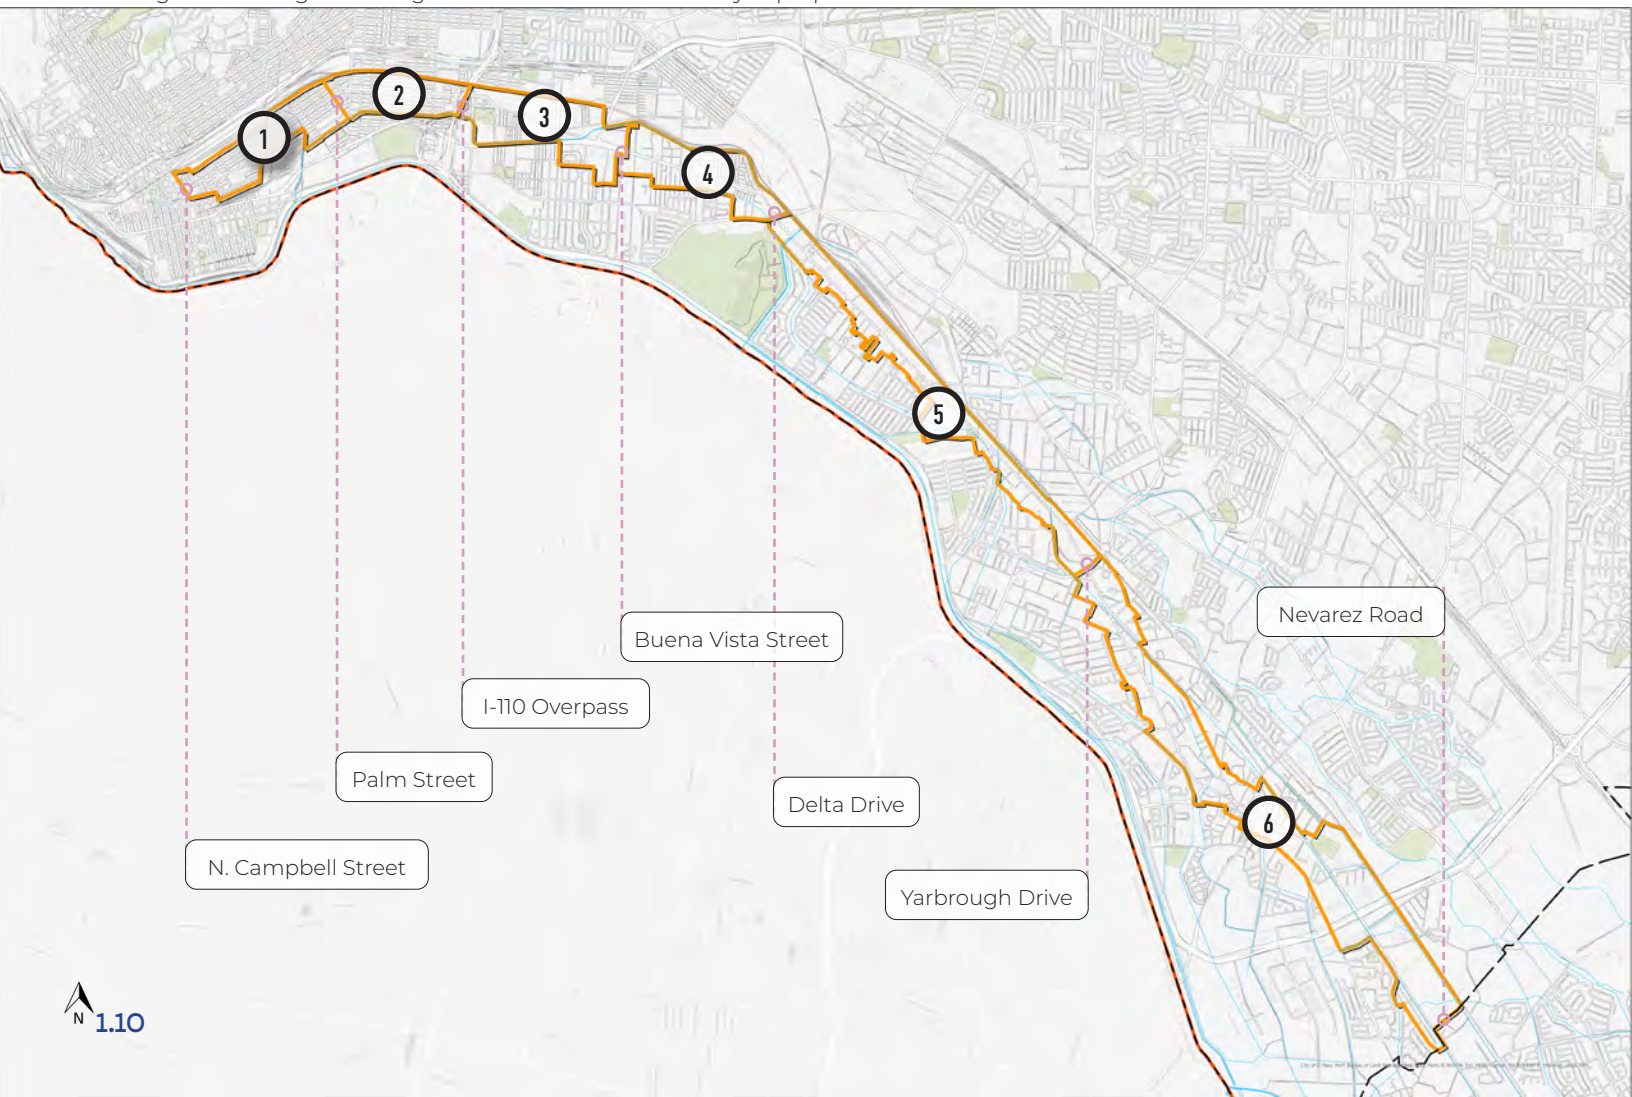 1
2
3
4
5
6
Nevarez Road
Buena Vista Street
I-110 Overpass
Palm Street
Delta Drive
N. Campbell Street
Yarbrough Drive
N
1.10